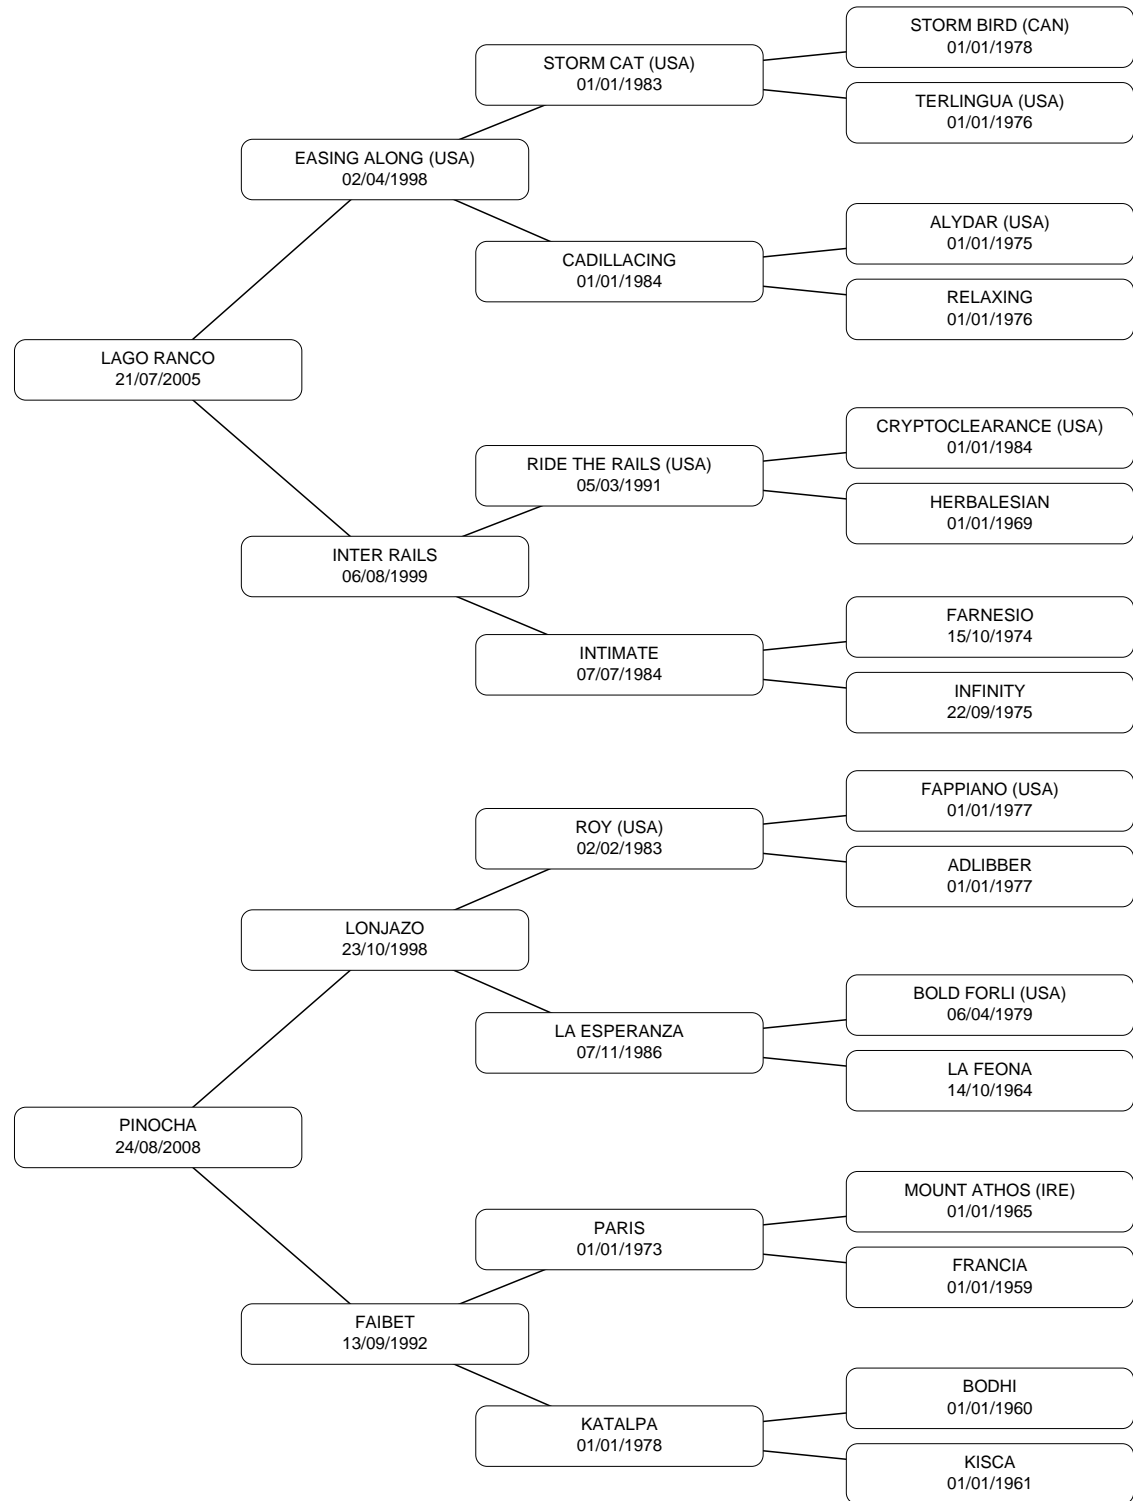 STORM BIRD (CAN)
01/01/1978
STORM CAT (USA)
01/01/1983
TERLINGUA (USA)
01/01/1976
EASING ALONG (USA)
02/04/1998
ALYDAR (USA)
01/01/1975
CADILLACING
01/01/1984
RELAXING
01/01/1976
LAGO RANCO
21/07/2005
CRYPTOCLEARANCE (USA)
01/01/1984
RIDE THE RAILS (USA)
05/03/1991
HERBALESIAN
01/01/1969
INTER RAILS
06/08/1999
FARNESIO
15/10/1974
INTIMATE
07/07/1984
INFINITY
22/09/1975
FAPPIANO (USA)
01/01/1977
ROY (USA)
02/02/1983
ADLIBBER
01/01/1977
LONJAZO
23/10/1998
BOLD FORLI (USA)
06/04/1979
LA ESPERANZA
07/11/1986
LA FEONA
14/10/1964
PINOCHA
24/08/2008
MOUNT ATHOS (IRE)
01/01/1965
PARIS
01/01/1973
FRANCIA
01/01/1959
FAIBET
13/09/1992
BODHI
01/01/1960
KATALPA
01/01/1978
KISCA
01/01/1961